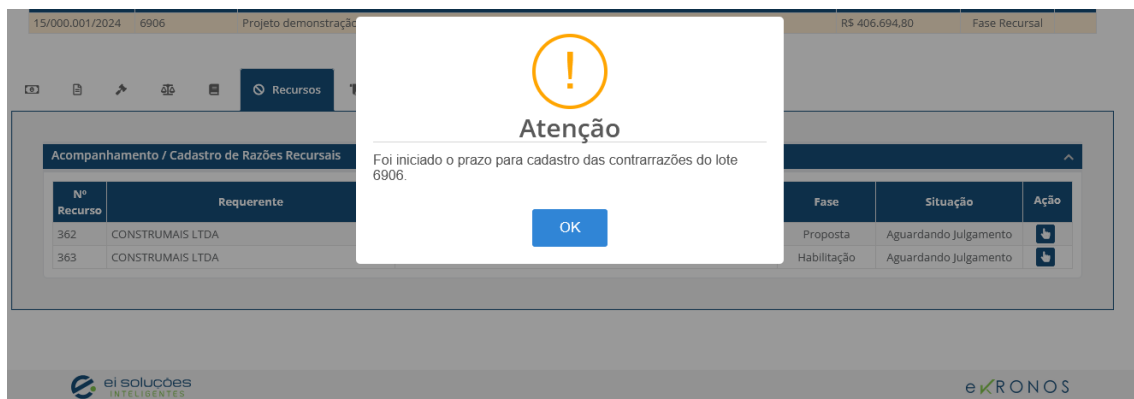 15/000.001/2024 6906 Projeto demonstração R$ 406.694,80 Fase Recursal
Recursos
Atenção
Foi iniciado o prazo para cadastro das contrarrazões do lote
6906.
OK
Acompanhamento / Cadastro de Razões Recursais
Nº Recurso Requerente Fase Situação Ação
362 CONSTRUMAIS LTDA Proposta Aguardando Julgamento
363 CONSTRUMAIS LTDA Habilitação Aguardando Julgamento
ei soluções
INTELIGENTES
eKRONOS